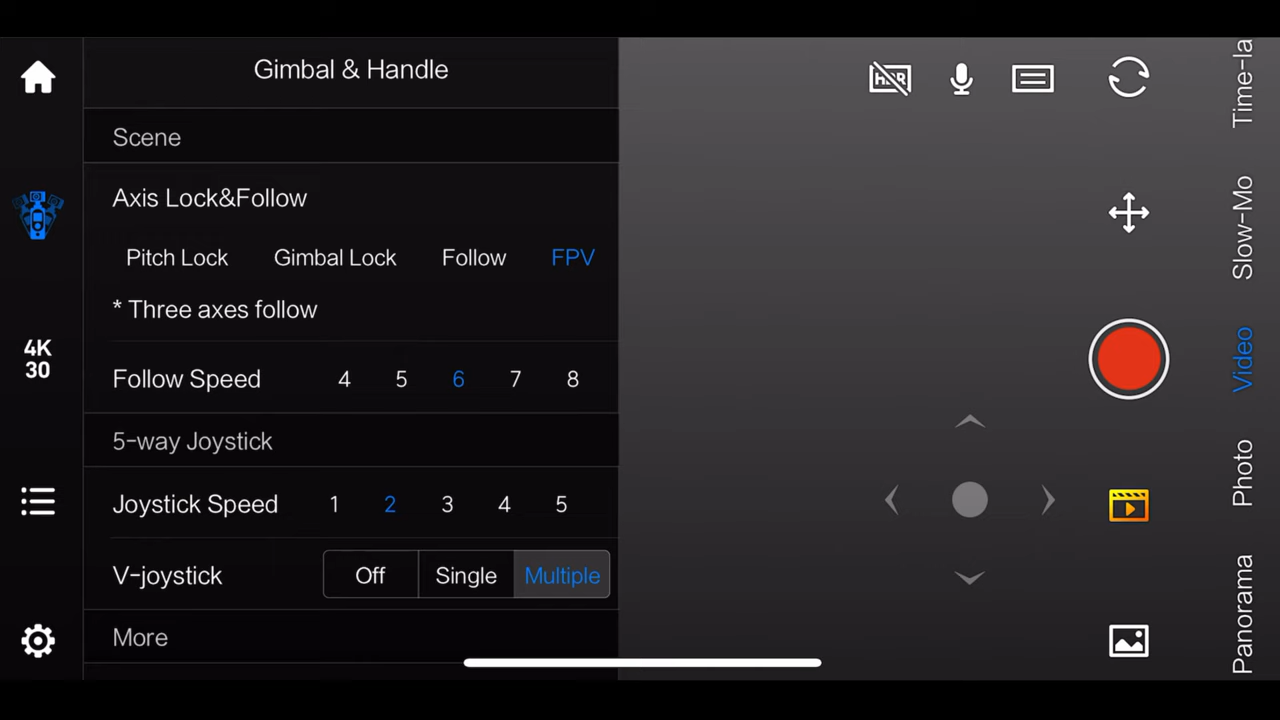 Gimbal & Handle
Scene
Axis Lock&Follow
Pitch Lock Gimbal Lock Follow FPV
* Three axes follow
Follow Speed 4 5 6 7 8
5-way Joystick
Joystick Speed 1 2 3 4 5
V-joystick Off Single Multiple
More
4K
30
HDR
Time-la
Slow-Mo
Video
Photo
Panorama